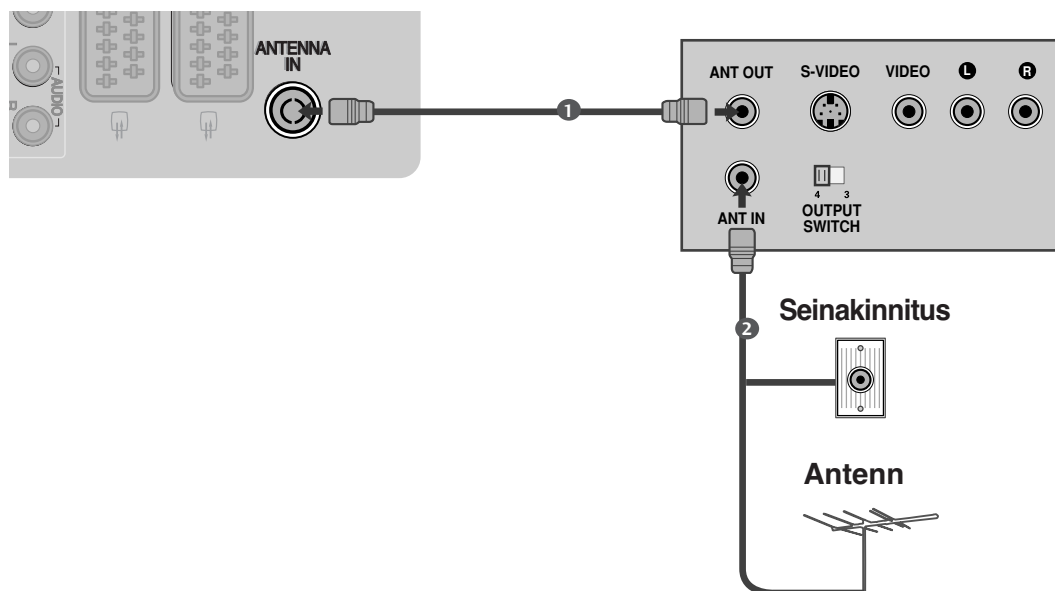 ANTENNA
IN
L
R
AUDIO
1
ANT OUT
S-VIDEO
VIDEO
L
R
ANT IN
4 3
OUTPUT
SWITCH
2
Seinakinnitus
Antenn